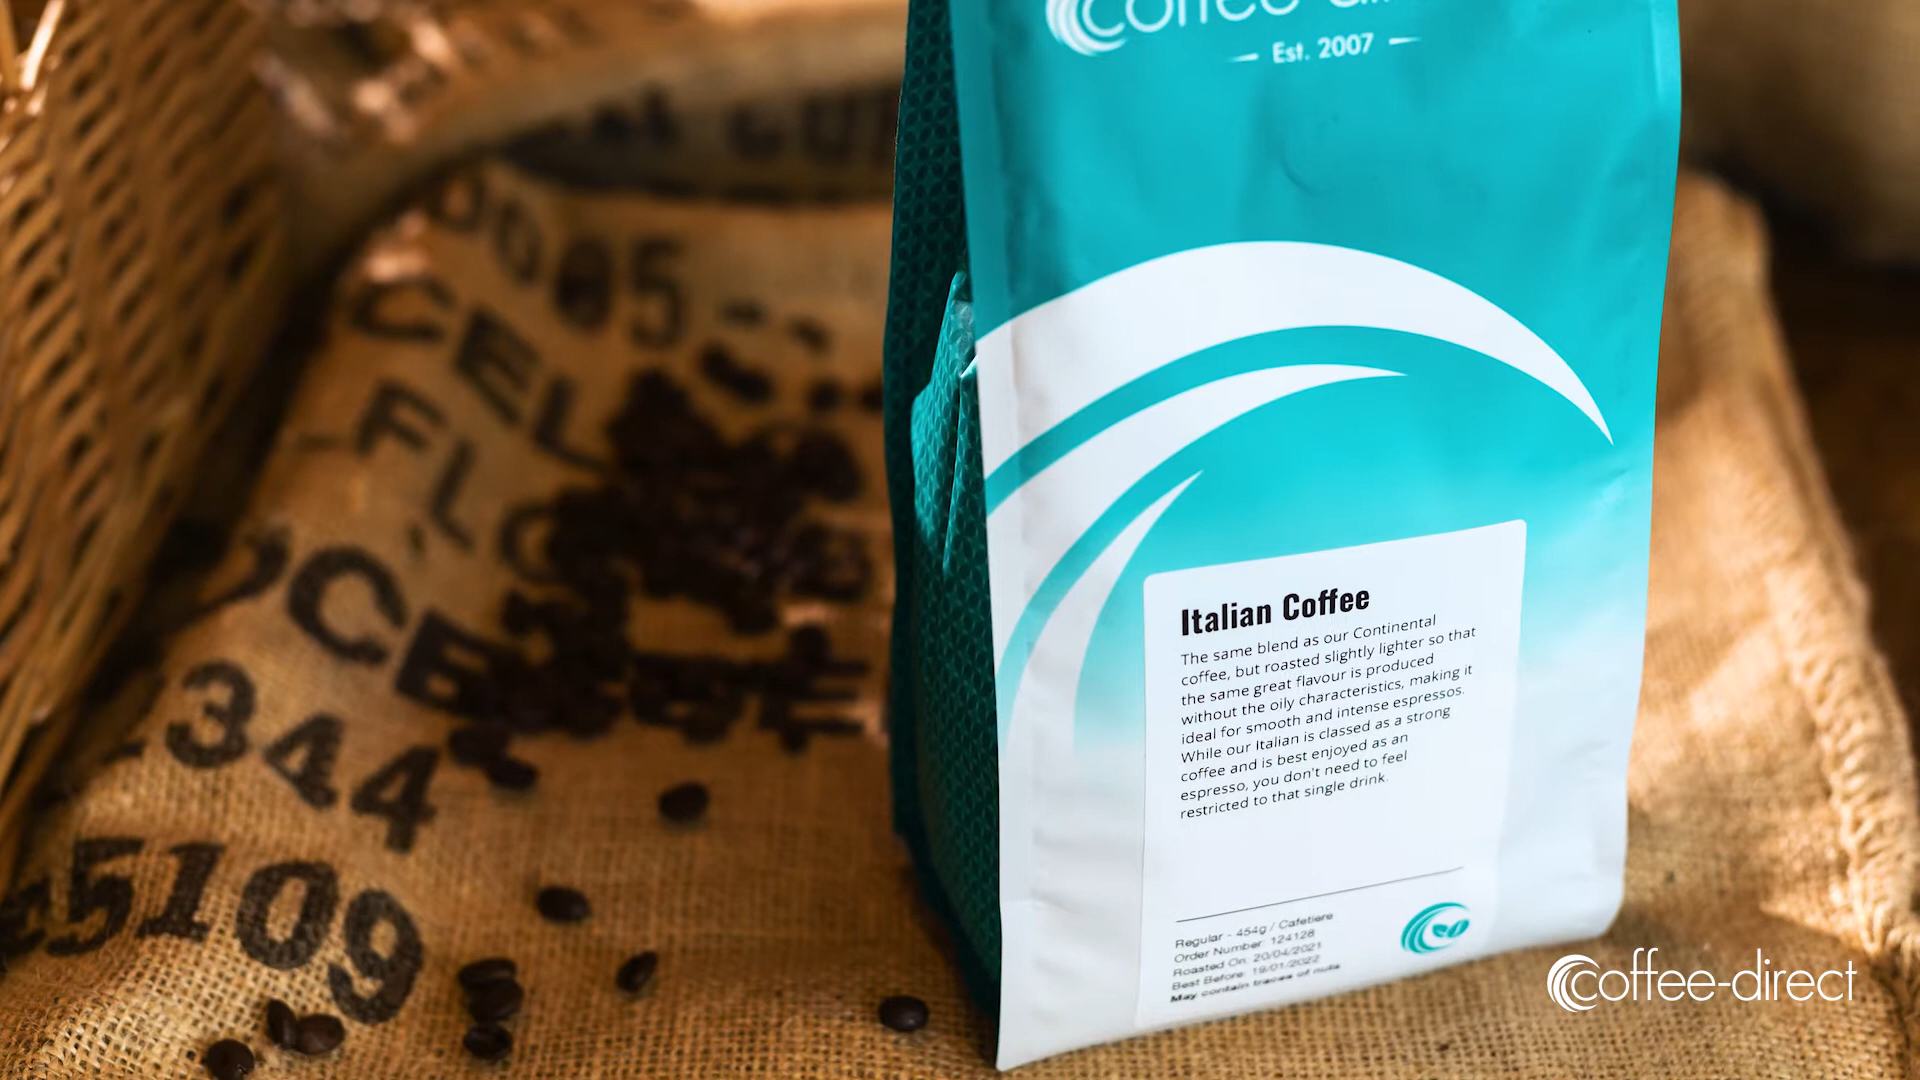 Est. 2007
Italian Coffee
The same blend as our Continental
coffee, but roasted slightly lighter so that
the same great flavour is produced
without the oily characteristics, making it
ideal for smooth and intense espressos.
While our Italian is classed as a strong
coffee and is best enjoyed as an
espresso, you don't need to feel
restricted to that single drink.
Regular - 454g / Cafetiere
Order Number: 124128
Roasted On: 20/04/2021
Best Before: 19/01/2022
May contain traces of nuts
coffee-direct
344
5109